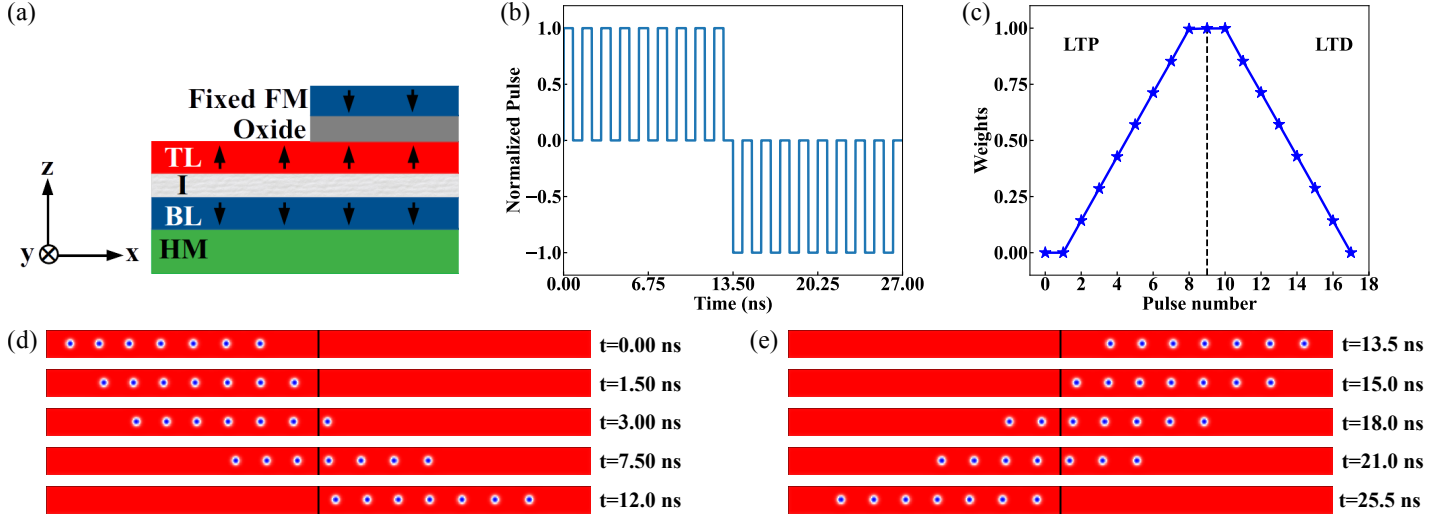 (a)
Fixed FM
Oxide
TL
I
BL
HM
z
y
x
(b)
Normalized Pulse
1.0
0.5
0.0
−0.5
−1.0
0.00 6.75 13.50 20.25 27.00
Time (ns)
(c)
Weights
1.00
0.75
0.50
0.25
0.00
LTP LTD
0 2 4 6 8 10 12 14 16 18
Pulse number
(d)
t=0.00 ns
t=1.50 ns
t=3.00 ns
t=7.50 ns
t=12.0 ns
(e)
t=13.5 ns
t=15.0 ns
t=18.0 ns
t=21.0 ns
t=25.5 ns